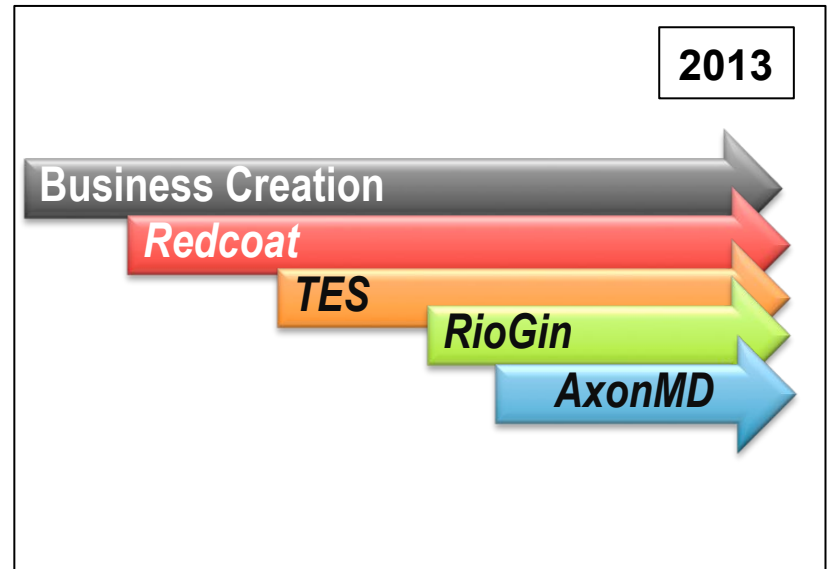 2013
Business Creation
Redcoat
TES
RioGin
AxonMD